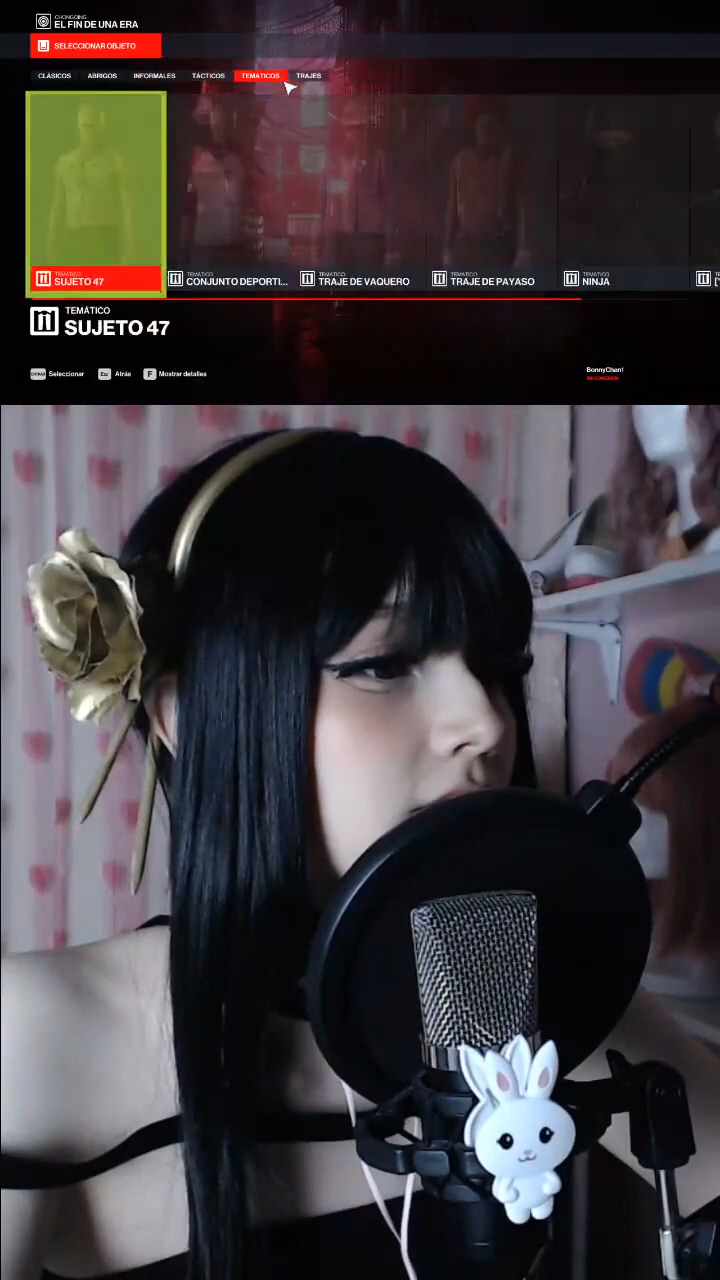 CHONGQING
EL FIN DE UNA ERA
SELECCIONAR OBJETO
CLÁSICOS ABRIGOS INFORMALES TÁCTICOS TEMÁTICOS TRAJES
TEMÁTICO
SUJETO 47
TEMÁTICO
CONJUNTO DEPORTI...
TEMÁTICO
TRAJE DE VAQUERO
TEMÁTICO
TRAJE DE PAYASO
TEMÁTICO
NINJA
TEMÁTICO
SUJETO 47
Seleccionar
Esc Atrás
F Mostrar detalles
BonnyChan!